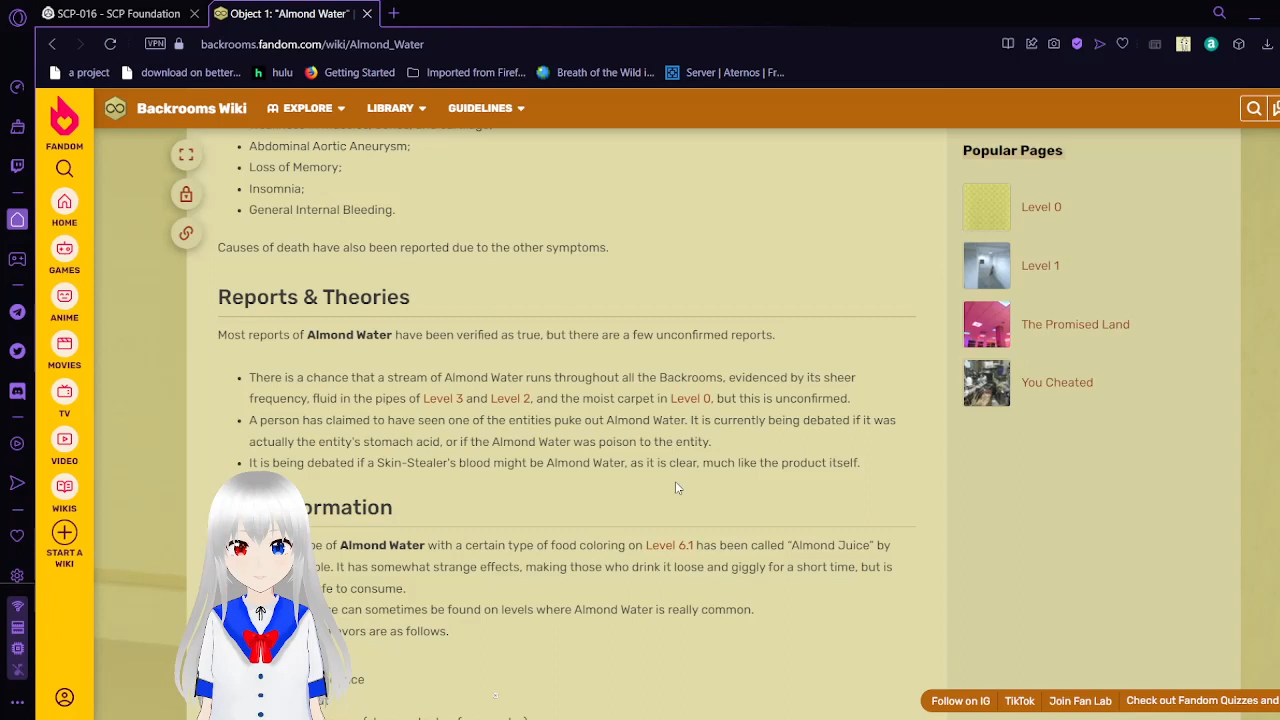 SCP-016 - SCP Foundation
Object 1: "Almond Water"
VPN
backrooms.fandom.com/wiki/Almond_Water
a project
download on better...
hulu
Getting Started
Imported from Firef...
Breath of the Wild i...
Server | Aternos | Fr...
FANDOM
HOME
GAMES
ANIME
MOVIES
TV
VIDEO
WIKIS
START A
WIKI
Backrooms Wiki
EXPLORE
LIBRARY
GUIDELINES
Abdominal Aortic Aneurysm;
Loss of Memory;
Insomnia;
General Internal Bleeding.
Causes of death have also been reported due to the other symptoms.
Reports & Theories
Most reports of Almond Water have been verified as true, but there are a few unconfirmed reports.
There is a chance that a stream of Almond Water runs throughout all the Backrooms, evidenced by its sheer
frequency, fluid in the pipes of Level 3 and Level 2, and the moist carpet in Level 0, but this is unconfirmed.
A person has claimed to have seen one of the entities puke out Almond Water. It is currently being debated if it was
actually the entity's stomach acid, or if the Almond Water was poison to the entity.
It is being debated if a Skin-Stealer's blood might be Almond Water, as it is clear, much like the product itself.
ormation
pe of Almond Water with a certain type of food coloring on Level 6.1 has been called "Almond Juice" by
ple. It has somewhat strange effects, making those who drink it loose and giggly for a short time, but is
fe to consume.
ce can sometimes be found on levels where Almond Water is really common.
vors are as follows.
ce
Popular Pages
Level 0
Level 1
The Promised Land
You Cheated
Follow on IG
TikTok
Join Fan Lab
Check out Fandom Quizzes and